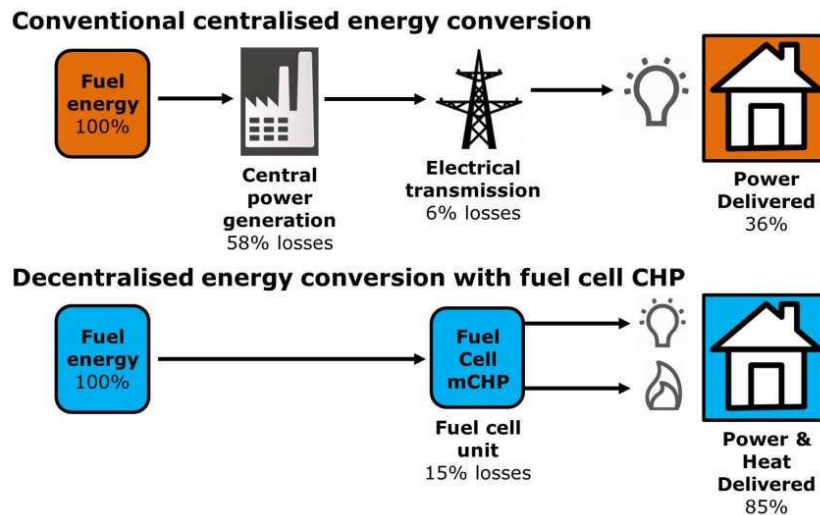 Conventional centralised energy conversion
Fuel
energy
100%
Central
power
generation
58% losses
Electrical
transmission
6% losses
Power
Delivered
36%
Decentralised energy conversion with fuel cell CHP
Fuel
energy
100%
Fuel
Cell
mCHP
Fuel cell
unit
15% losses
Power &
Heat
Delivered
85%